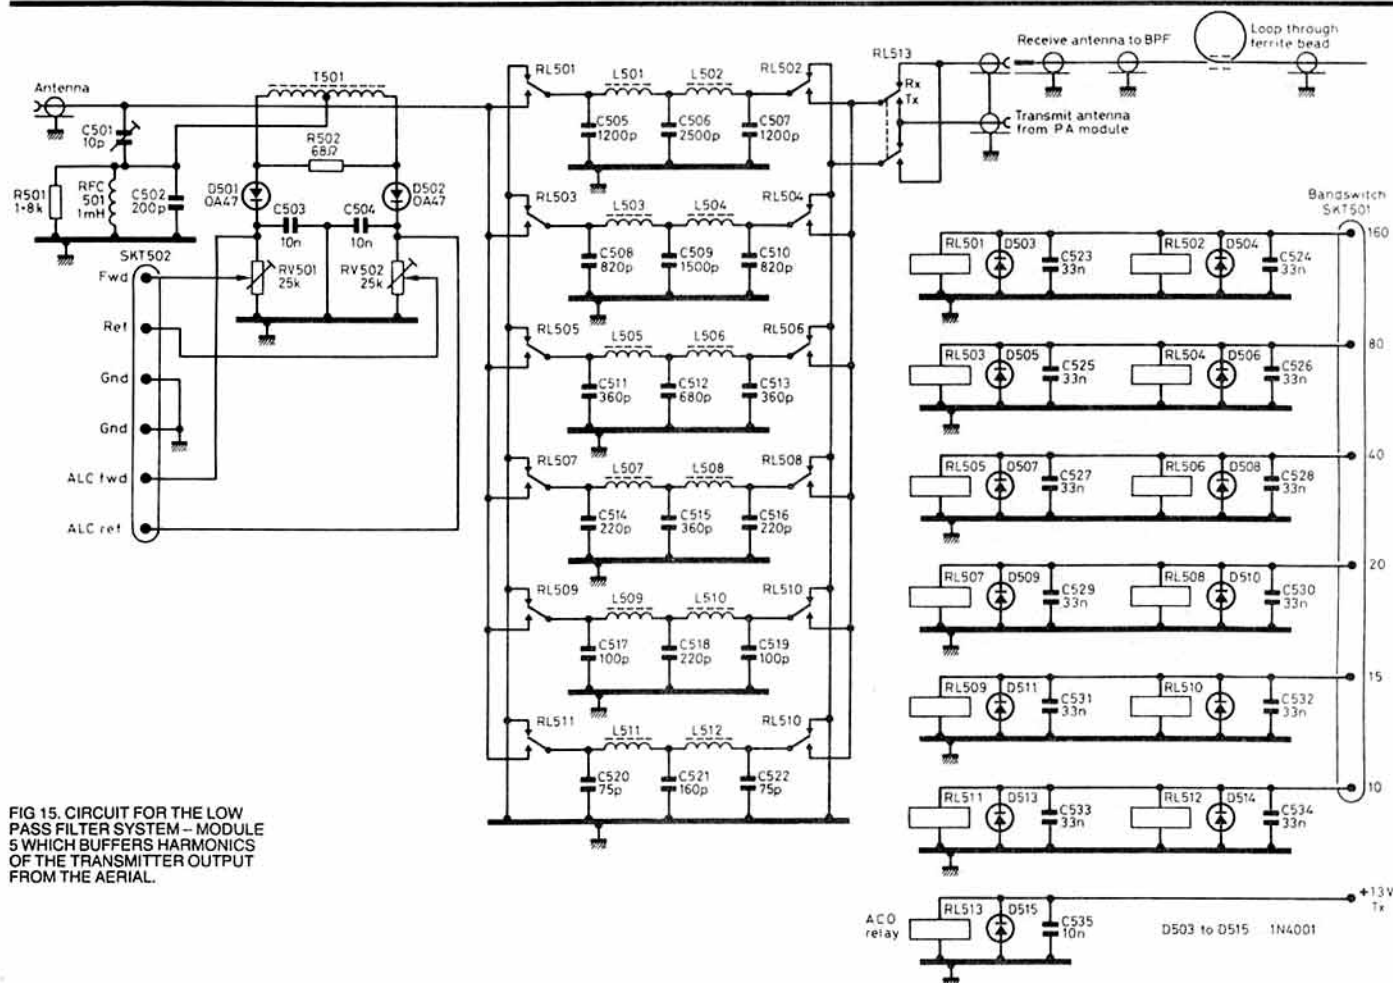 Antenna
C501
10p
T501
R502
68Ω
R501
1·8k
RFC
501
1mH
C502
200p
D501
OA47
D502
OA47
C503
10n
C504
10n
SKT502
Fwd
Ref
Gnd
Gnd
ALC fwd
ALC ref
RV501
25k
RV502
25k
RL501
L501
L502
RL502
C505
1200p
C506
2500p
C507
1200p
RL503
L503
L504
RL504
C508
820p
C509
1500p
C510
820p
RL505
L505
L506
RL506
C511
360p
C512
680p
C513
360p
RL507
L507
L508
RL508
C514
220p
C515
360p
C516
220p
RL509
L509
L510
RL510
C517
100p
C518
220p
C519
100p
RL511
L511
L512
RL510
C520
75p
C521
160p
C522
75p
RL513
Rx
Tx
Receive antenna to BPF
Loop through
ferrite bead
Transmit antenna
from PA module
Bandswitch
SKT501
RL501
D503
C523
33n
RL502
D504
C524
33n
160
RL503
D505
C525
33n
RL504
D506
C526
33n
80
RL505
D507
C527
33n
RL506
D508
C528
33n
40
RL507
D509
C529
33n
RL508
D510
C530
33n
20
RL509
D511
C531
33n
RL510
C532
33n
15
RL511
D513
C533
33n
RL512
D514
C534
33n
10
ACO
relay
RL513
D515
C535
10n
D503 to D515 1N4001
+13V
Tx
FIG 15. CIRCUIT FOR THE LOW
PASS FILTER SYSTEM – MODULE
5 WHICH BUFFERS HARMONICS
OF THE TRANSMITTER OUTPUT
FROM THE AERIAL.